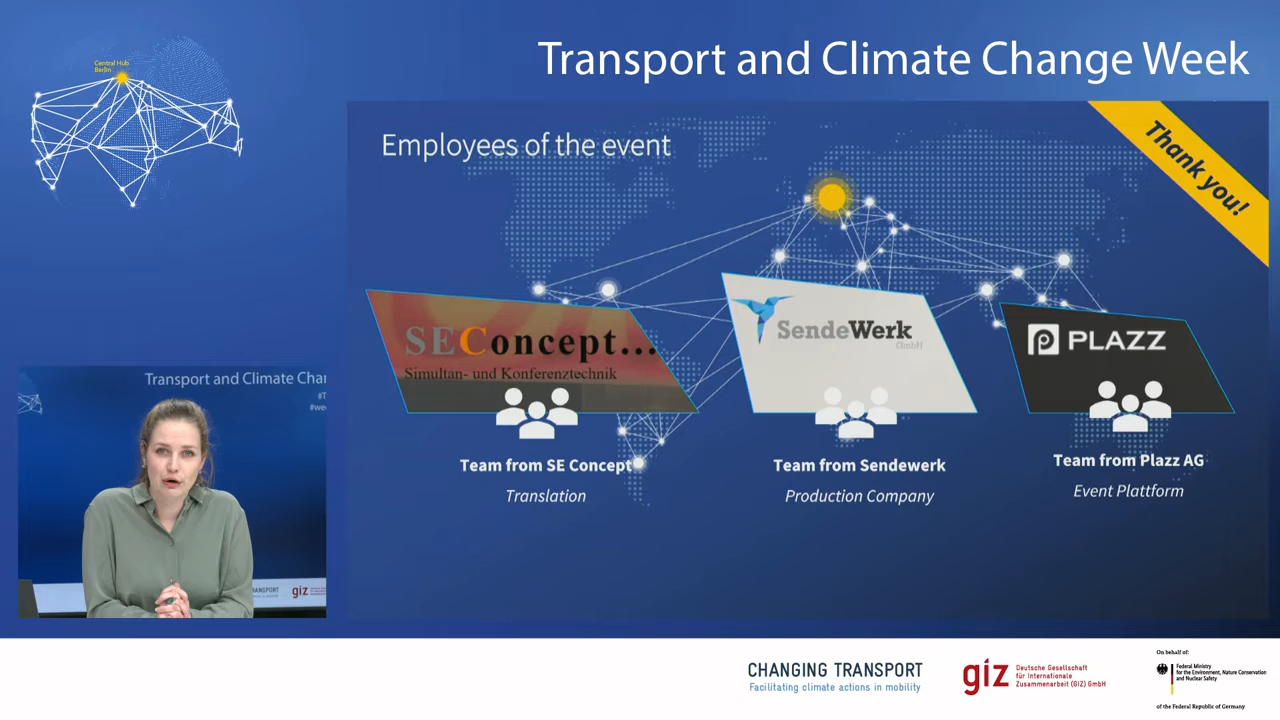 Transport and Climate Change Week
Central Hub
Berlin
Employees of the event
Thank you!
SEConcept...
Simultan- und Konferenztechnik
SendeWerk
GmbH
PLAZZ
Team from SE Concept
Translation
Team from Sendewerk
Production Company
Team from Plazz AG
Event Plattform
Transport and Climate Chan
#T
#wee
giz
CHANGING TRANSPORT
Facilitating climate actions in mobility
giz
Deutsche Gesellschaft
für Internationale
Zusammenarbeit (GIZ) GmbH
On behalf of:
Federal Ministry
for the Environment, Nature Conservation
and Nuclear Safety
of the Federal Republic of Germany